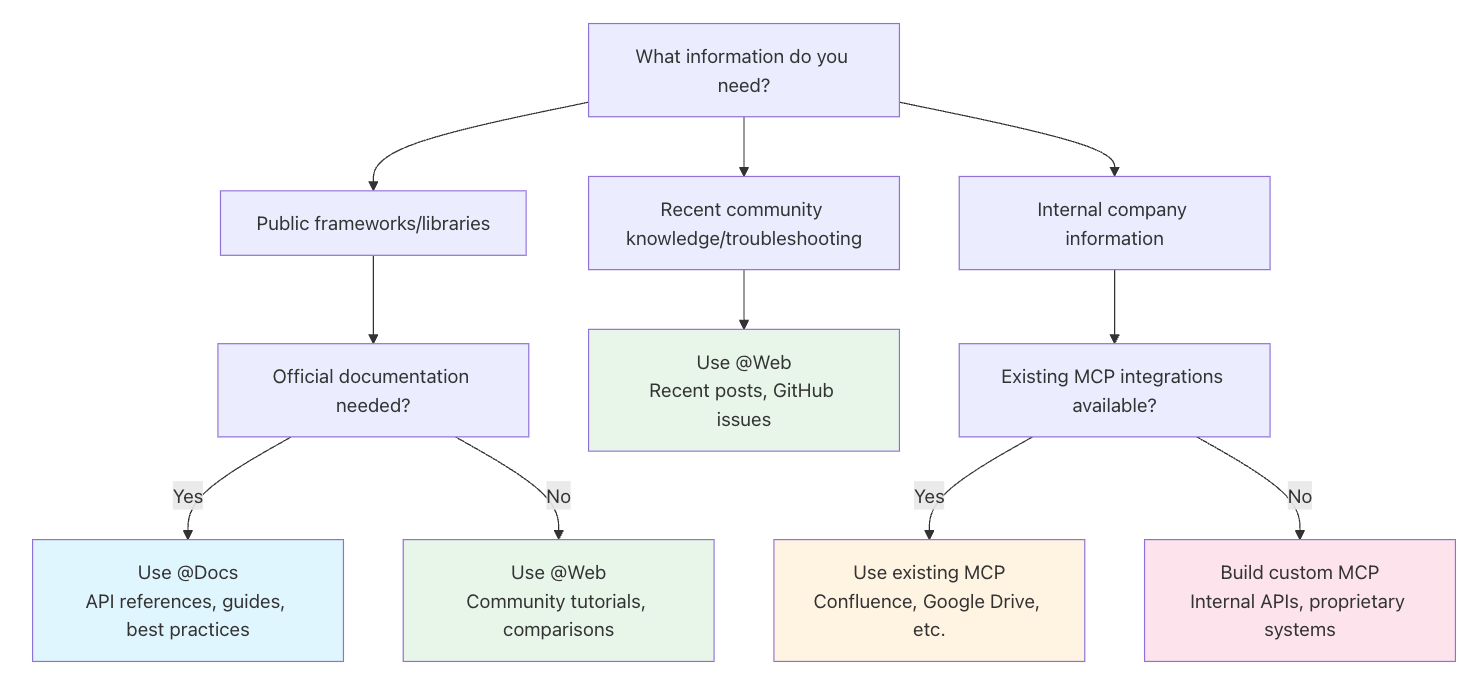 What information do you
need?
Public frameworks/libraries
Recent community
knowledge/troubleshooting
Internal company
information
Official documentation
needed?
Use @Web
Recent posts, GitHub
issues
Existing MCP integrations
available?
Yes
No
Yes
No
Use @Docs
API references, guides,
best practices
Use @Web
Community tutorials,
comparisons
Use existing MCP
Confluence, Google Drive,
etc.
Build custom MCP
Internal APIs, proprietary
systems